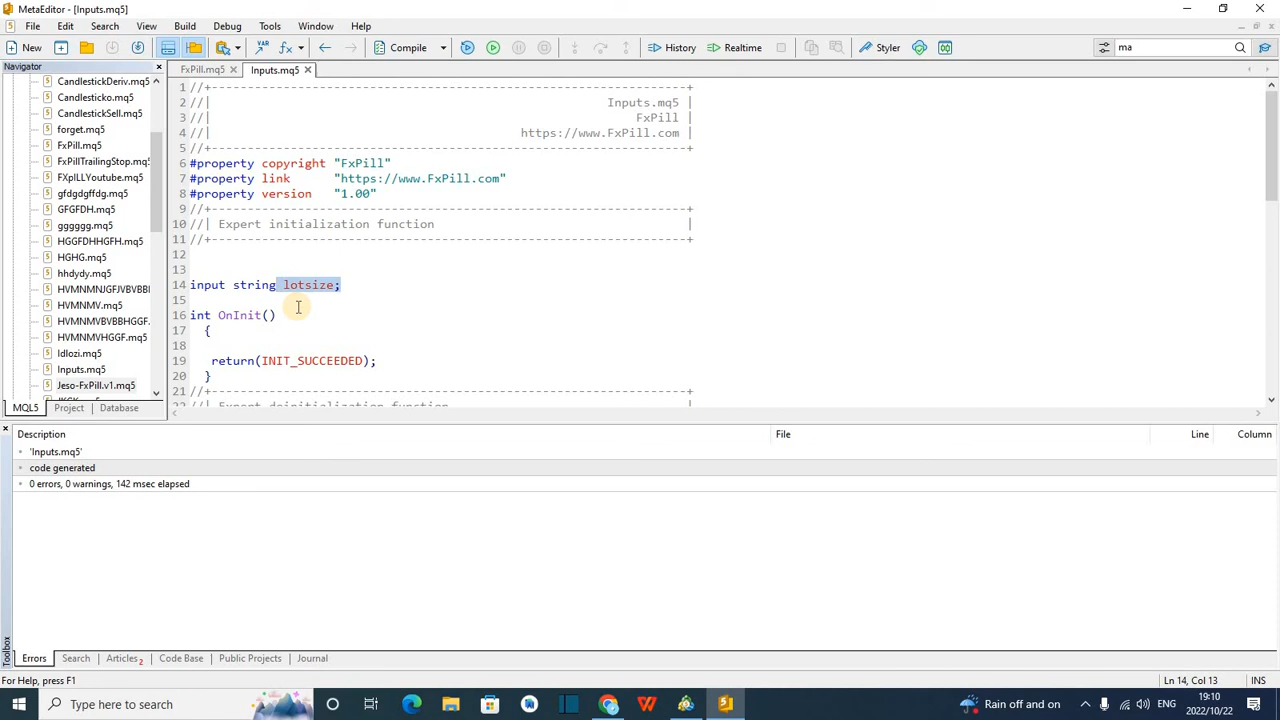 MetaEditor - [Inputs.mq5]
File Edit Search View Build Debug Tools Window Help
New Compile History Realtime Styler ma
Navigator
FxPill.mq5 Inputs.mq5
CandlestickDeriv.mq5
Candlesticko.mq5
CandlestickSell.mq5
forget.mq5
FxPill.mq5
FxPillTrailingStop.mq5
FXpILLYoutube.mq5
gfdgdgffdg.mq5
GFGFDH.mq5
gggggg.mq5
HGGFDHHGFH.mq5
HGHG.mq5
hhdydy.mq5
HVMNMNJGFJVBVBB
HVMNMV.mq5
HVMNMVBVBBHGGF
HVMNMVHGGF.mq5
Idlozi.mq5
Inputs.mq5
Jeso-FxPill.v1.mq5
MQL5 Project Database
1 //+------------------------------------------------------------------+
2 //| Inputs.mq5 |
3 //| FxPill |
4 //| https://www.FxPill.com |
5 //+------------------------------------------------------------------+
6 #property copyright "FxPill"
7 #property link "https://www.FxPill.com"
8 #property version "1.00"
9 //+------------------------------------------------------------------+
10 //| Expert initialization function |
11 //+------------------------------------------------------------------+
12
13
14 input string lotsize;
15
16 int OnInit()
17 {
18
19 return(INIT_SUCCEEDED);
20 }
21 //+------------------------------------------------------------------+
22 //| Expert deinitialization function |
Description File Line Column
'Inputs.mq5'
code generated
0 errors, 0 warnings, 142 msec elapsed
Toolbox
Errors Search Articles 2 Code Base Public Projects Journal
For Help, press F1 Ln 14, Col 13 INS
Type here to search Rain off and on ENG 19:10
2022/10/22